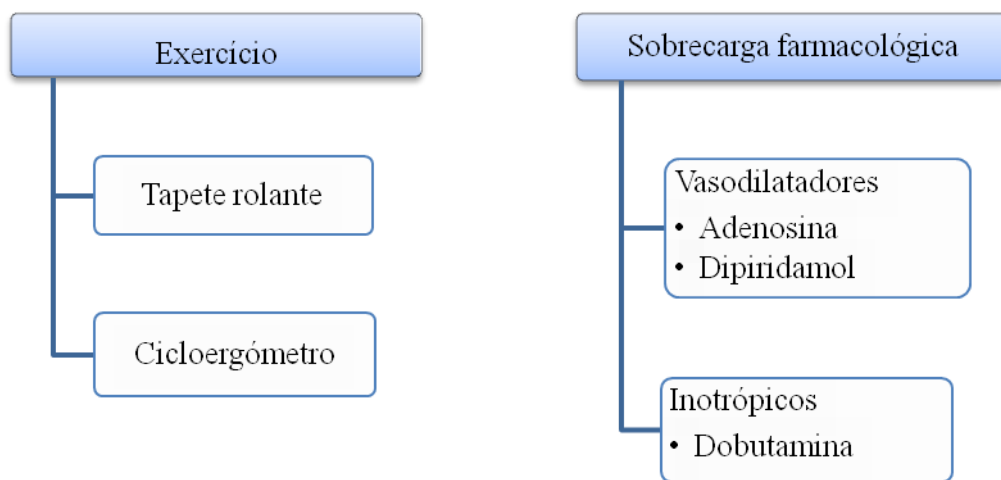 Exercício
Tapete rolante
Cicloergómetro
Sobrecarga farmacológica
Vasodilatadores
• Adenosina
• Dipiridamol
Inotrópicos
• Dobutamina